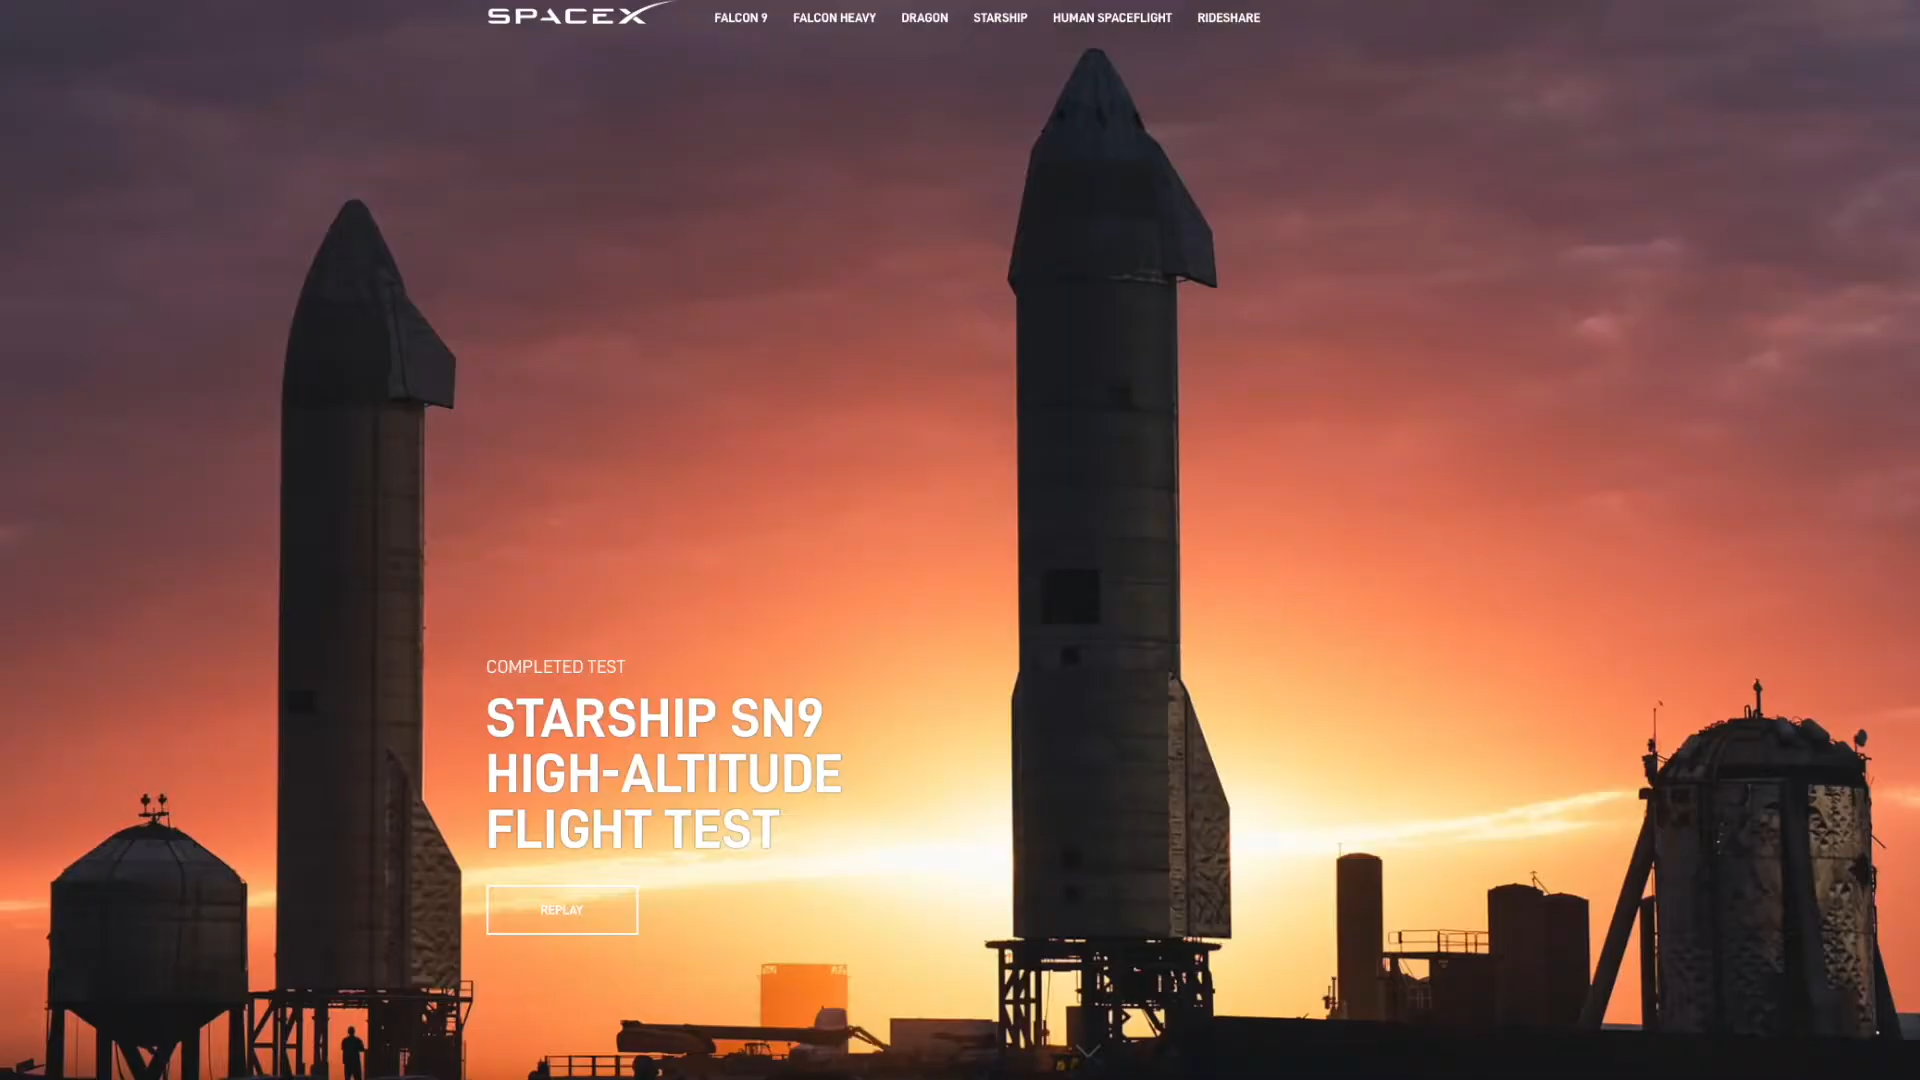 SPACEX
FALCON 9 FALCON HEAVY DRAGON STARSHIP HUMAN SPACEFLIGHT RIDESHARE
COMPLETED TEST
STARSHIP SN9
HIGH-ALTITUDE
FLIGHT TEST
REPLAY